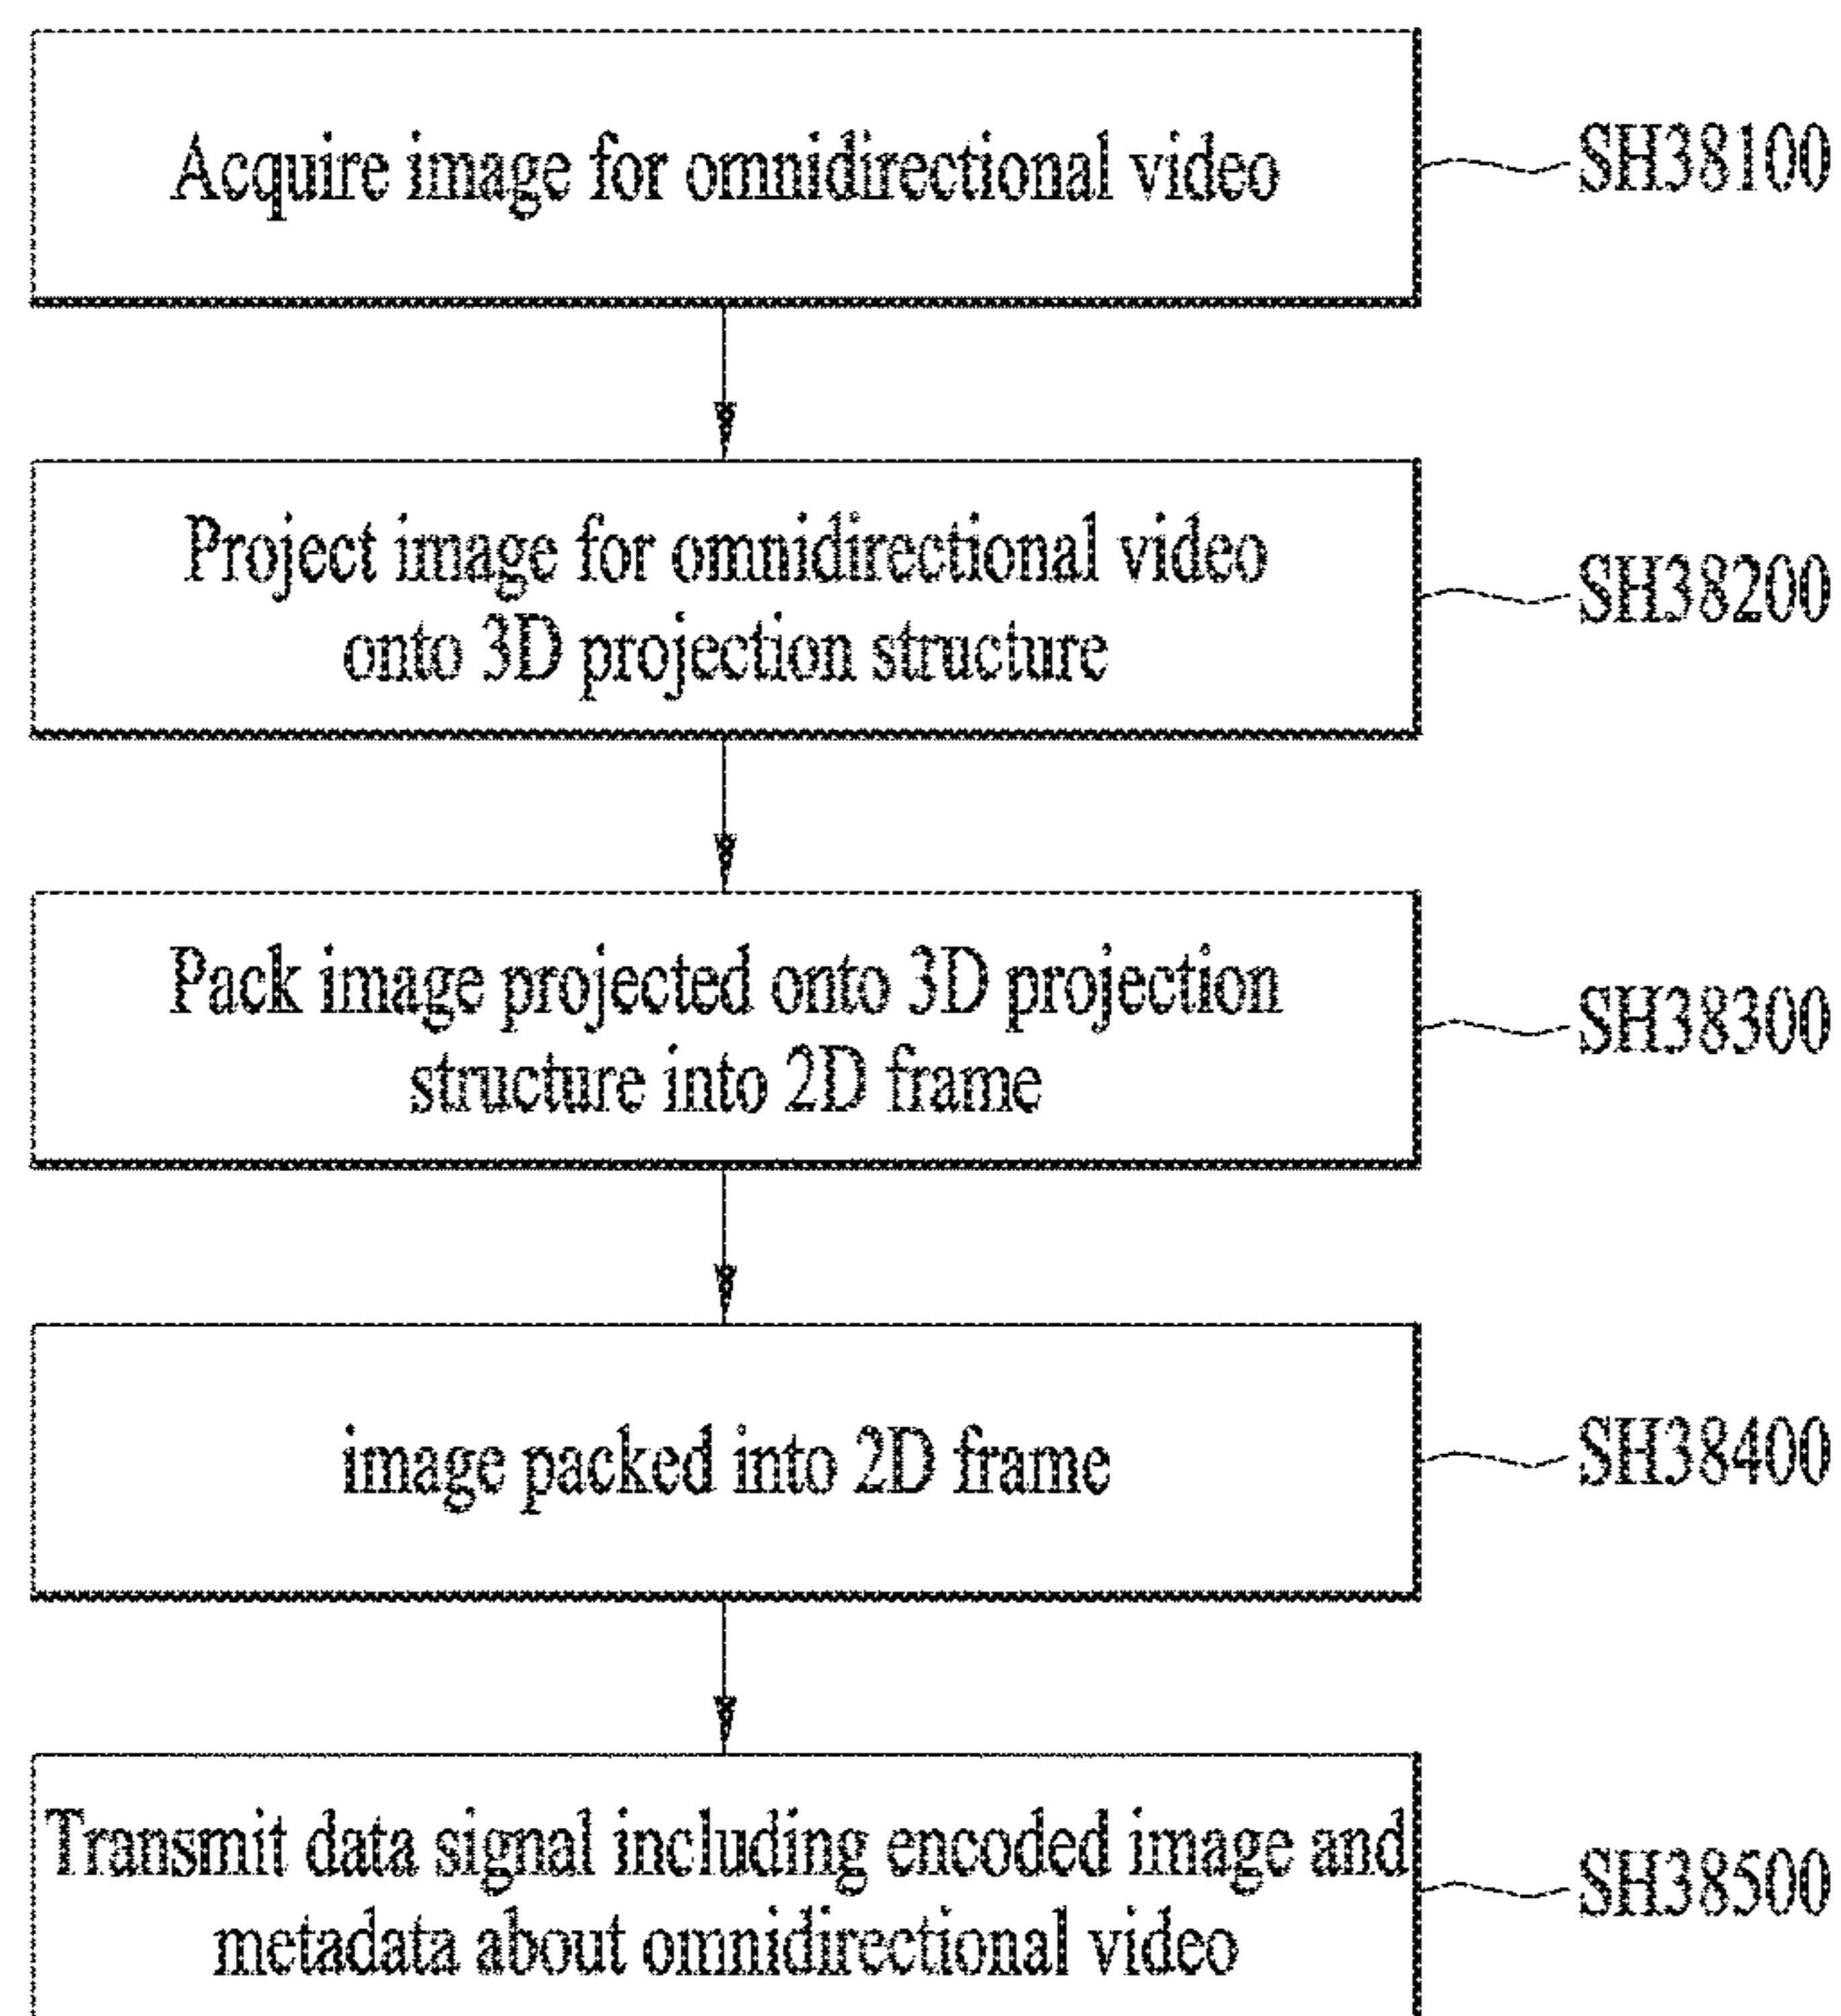 Acquire image for omnidirectional video
SH38100
Project image for omnidirectional video
onto 3D projection structure
SH38200
Pack image projected onto 3D projection
structure into 2D frame
SH38300
image packed into 2D frame
SH38400
Transmit data signal including encoded image and
metadata about omnidirectional video
SH38500